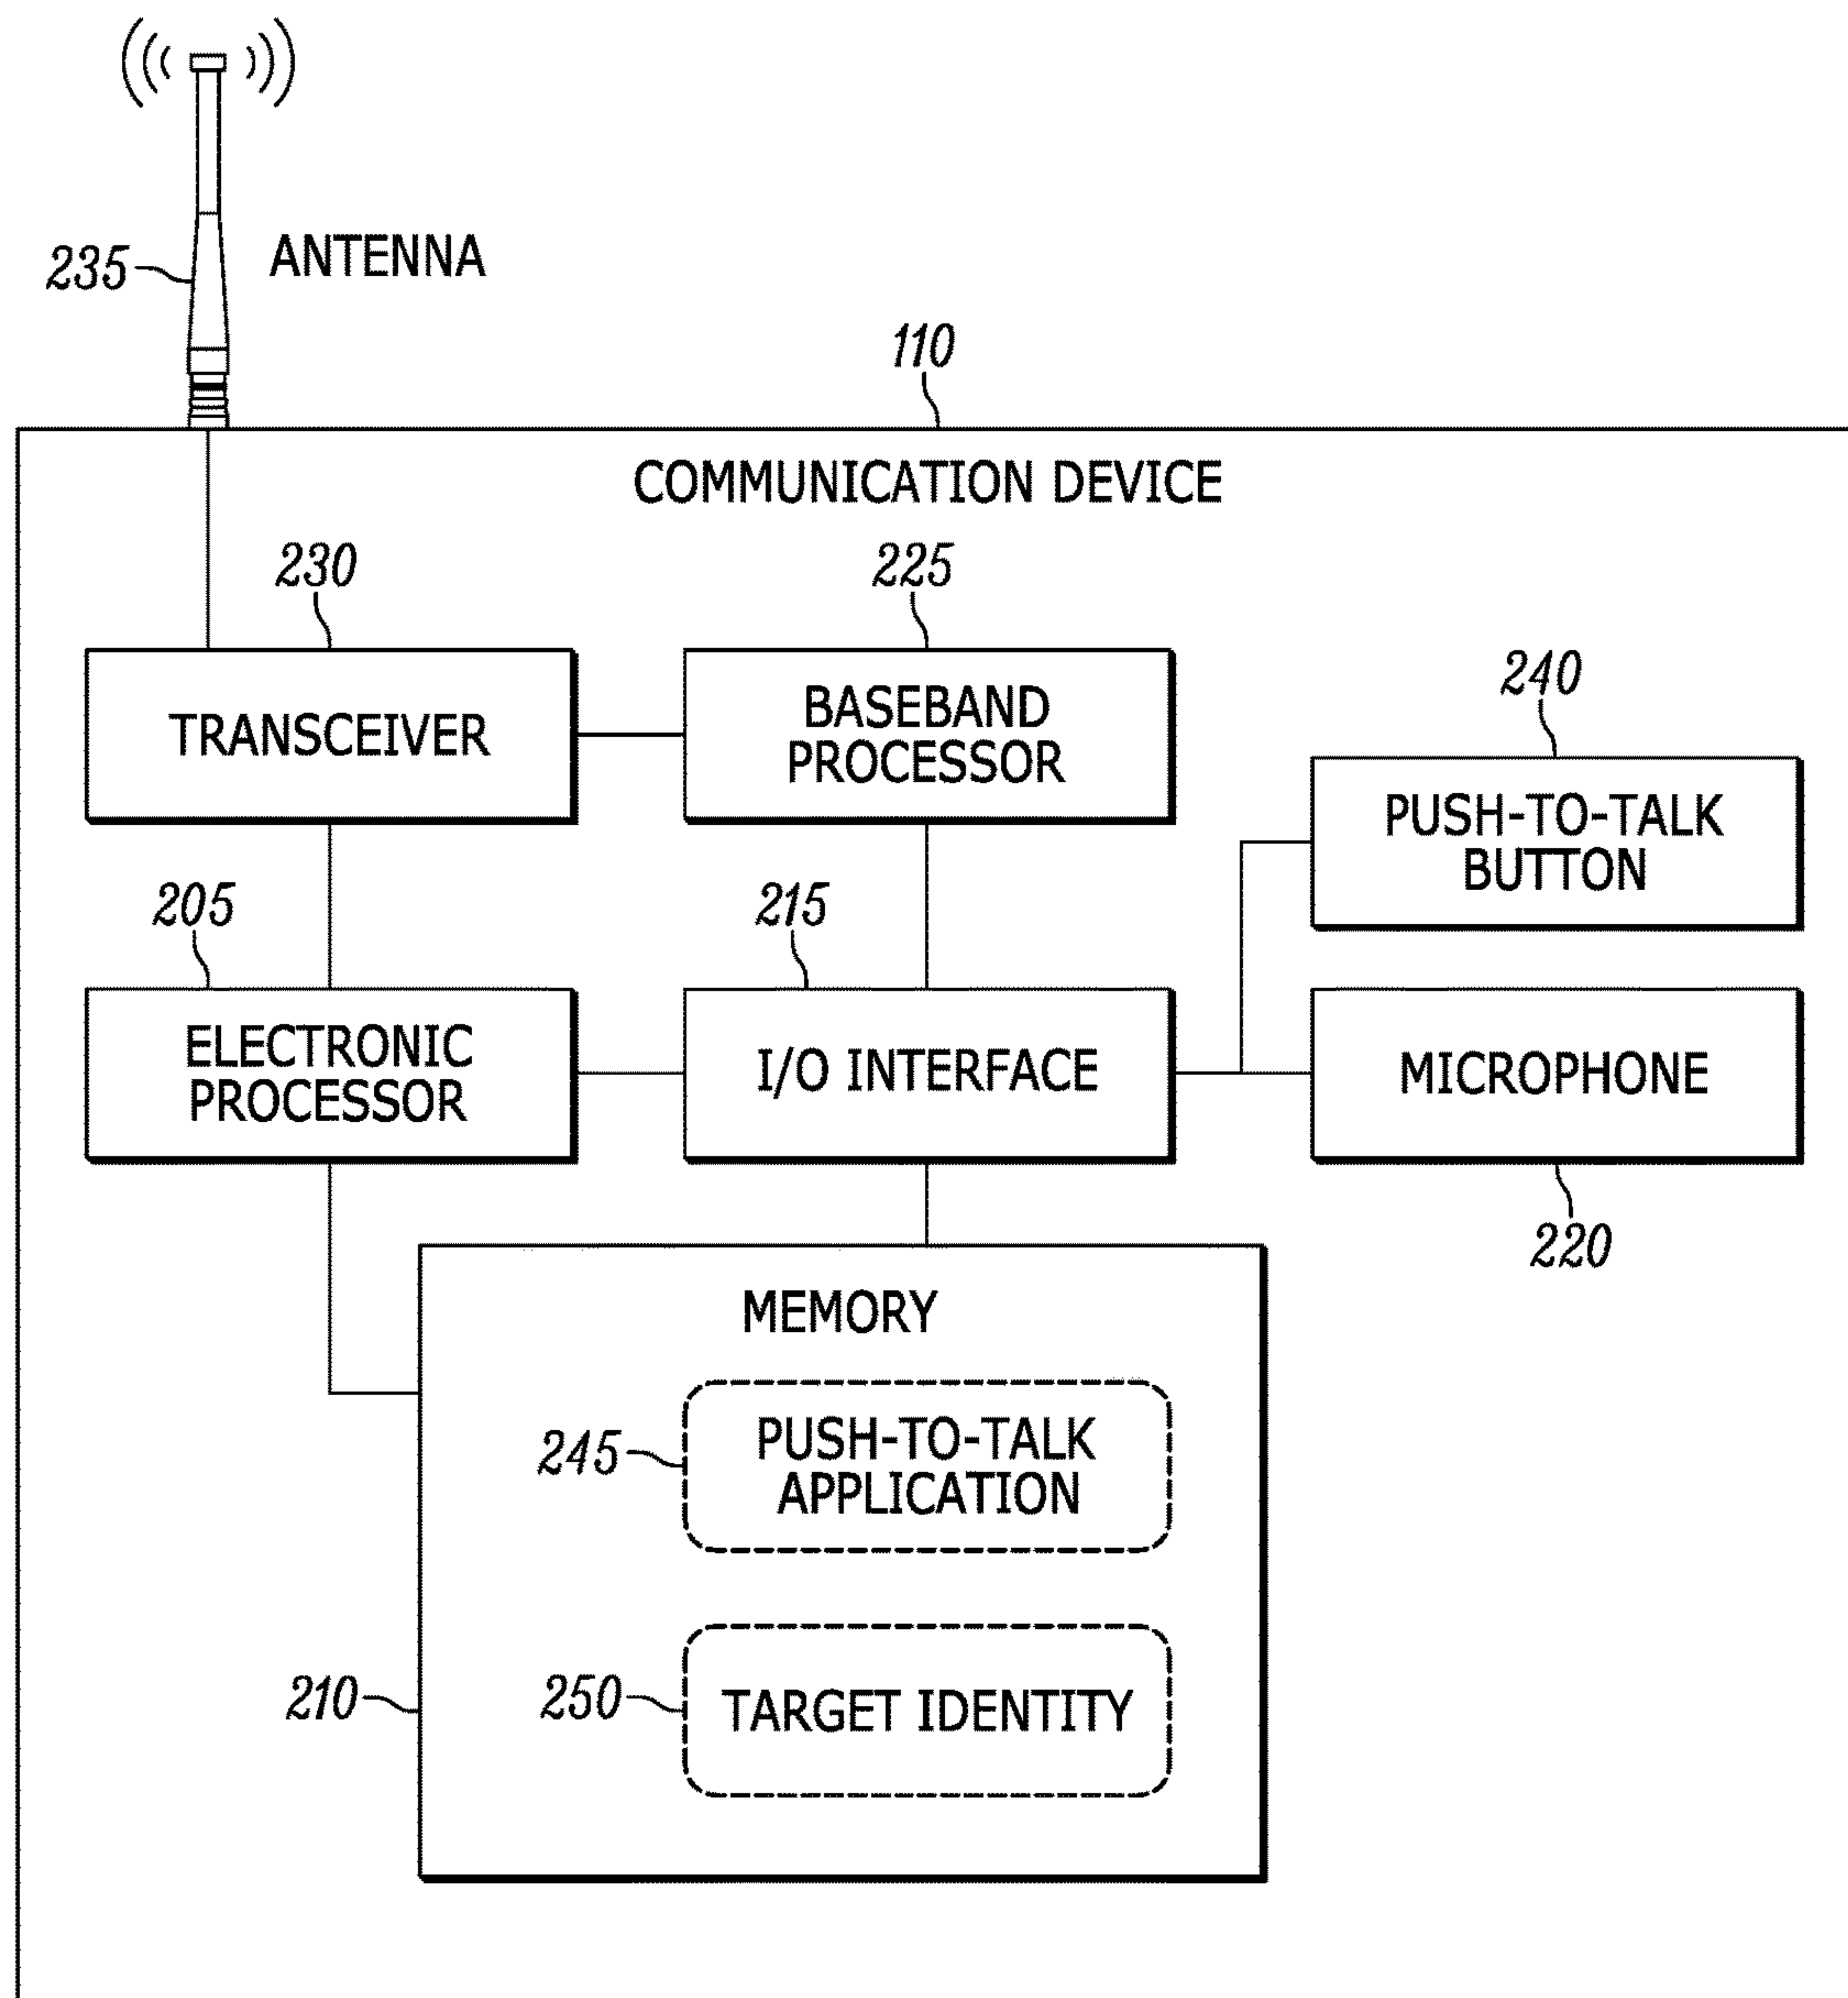 235
ANTENNA
110
COMMUNICATION DEVICE
230
225
TRANSCEIVER
BASEBAND
PROCESSOR
240
PUSH-TO-TALK
BUTTON
205
215
ELECTRONIC
PROCESSOR
I/O INTERFACE
MICROPHONE
220
MEMORY
245
PUSH-TO-TALK
APPLICATION
210
250
TARGET IDENTITY